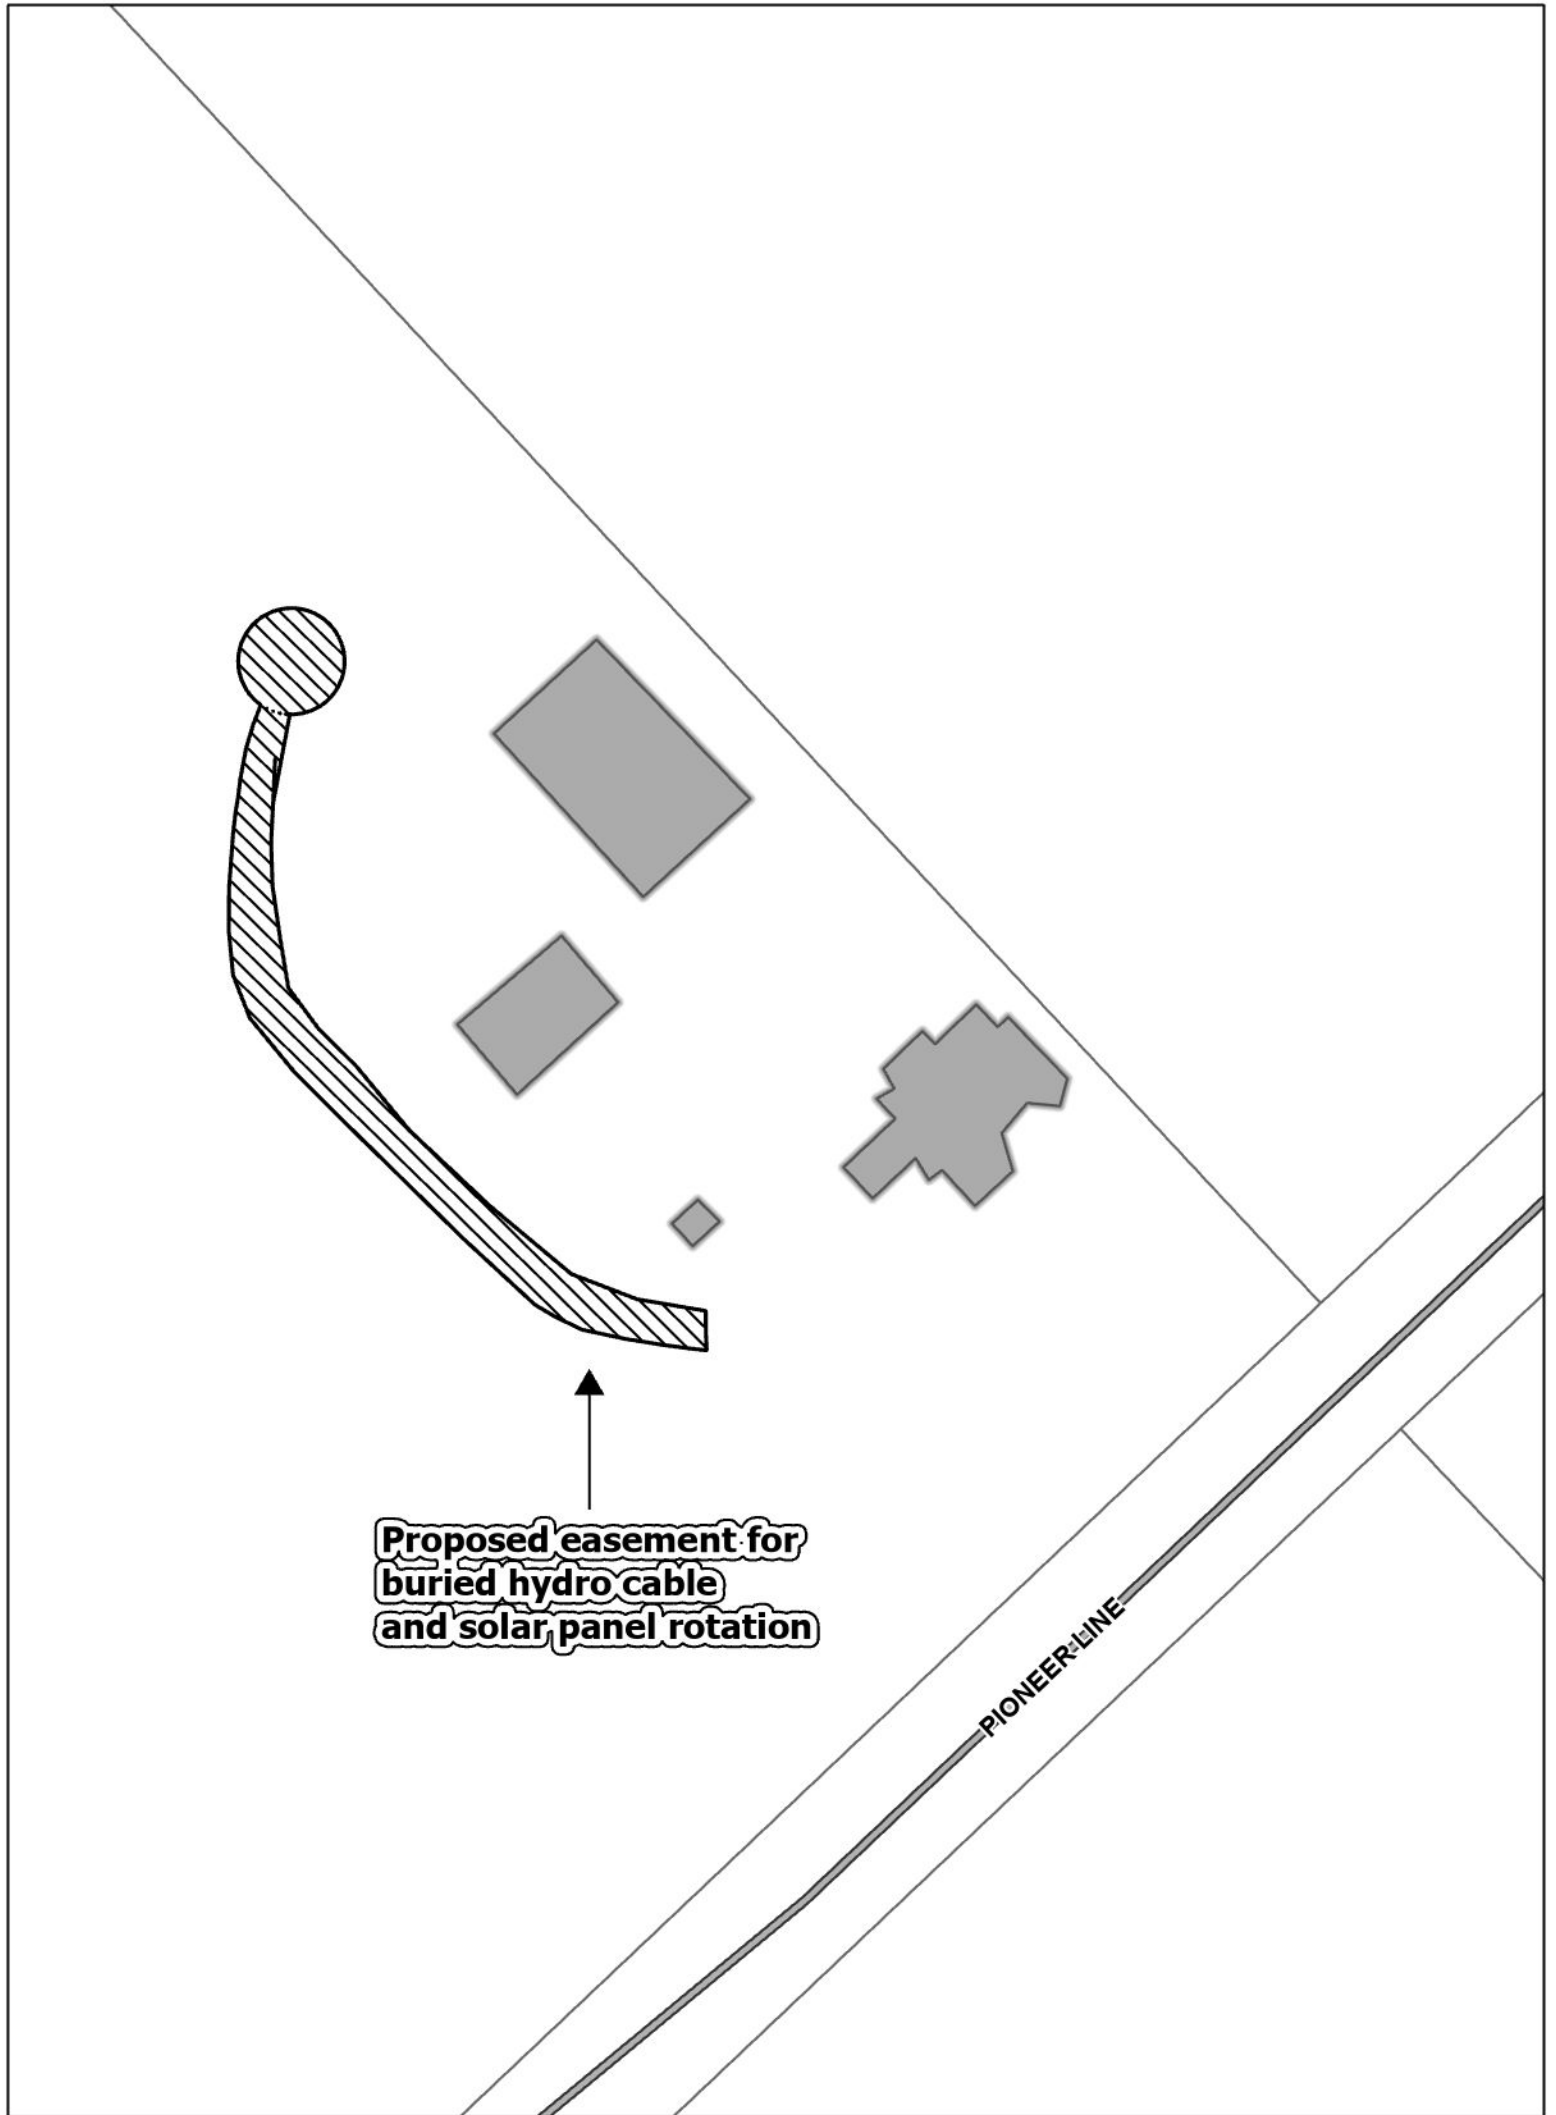 Proposed easement for
buried hydro cable
and solar panel rotation
PIONEER LINE